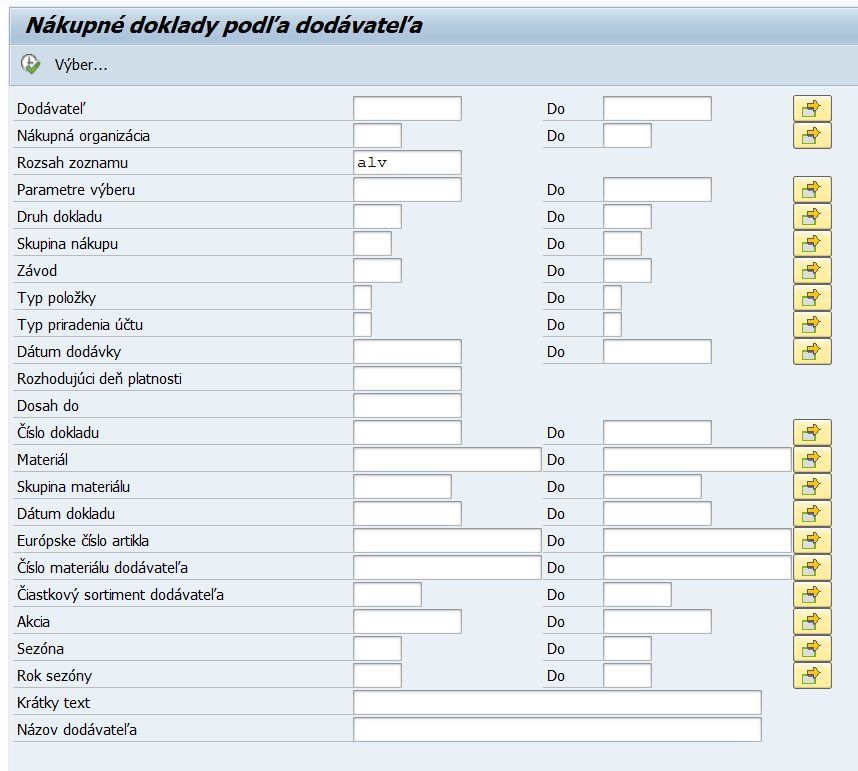 Nákupné doklady podľa dodávateľa
Výber...
Dodávateľ Do
Nákupná organizácia Do
Rozsah zoznamu alv
Parametre výberu Do
Druh dokladu Do
Skupina nákupu Do
Závod Do
Typ položky Do
Typ priradenia účtu Do
Dátum dodávky Do
Rozhodujúci deň platnosti
Dosah do
Číslo dokladu Do
Materiál Do
Skupina materiálu Do
Dátum dokladu Do
Európske číslo artikla Do
Číslo materiálu dodávateľa Do
Čiastkový sortiment dodávateľa Do
Akcia Do
Sezóna Do
Rok sezóny Do
Krátky text
Názov dodávateľa